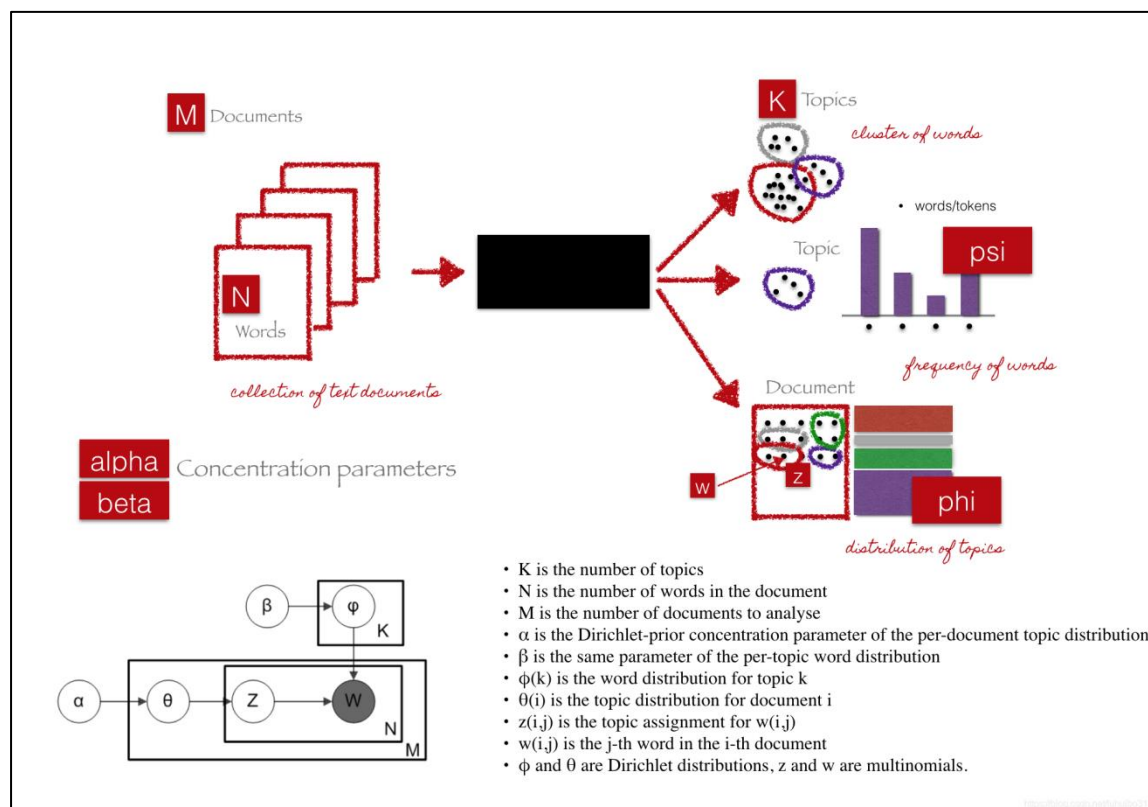 M Documents
K Topics
cluster of words
• words/tokens
Topic
psi
N
Words
frequency of words
collection of text documents
Document
alpha
beta
Concentration parameters
w
z
phi
distribution of topics
β
φ
K
α
θ
Z
W
N
M
• K is the number of topics
• N is the number of words in the document
• M is the number of documents to analyse
• α is the Dirichlet-prior concentration parameter of the per-document topic distribution
• β is the same parameter of the per-topic word distribution
• ϕ(k) is the word distribution for topic k
• θ(i) is the topic distribution for document i
• z(i,j) is the topic assignment for w(i,j)
• w(i,j) is the j-th word in the i-th document
• ϕ and θ are Dirichlet distributions, z and w are multinomials.